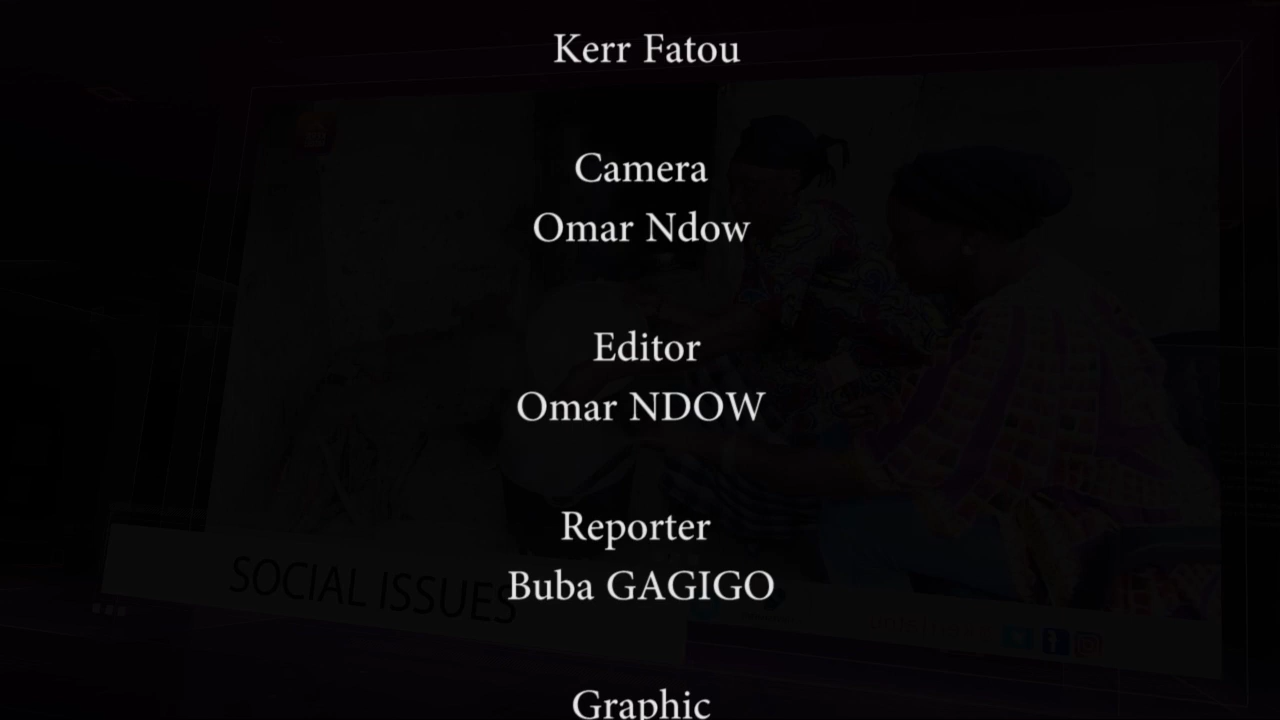 Kerr Fatou
Camera
Omar Ndow
Editor
Omar NDOW
Reporter
Buba GAGIGO
SOCIAL ISSUES
Graphic